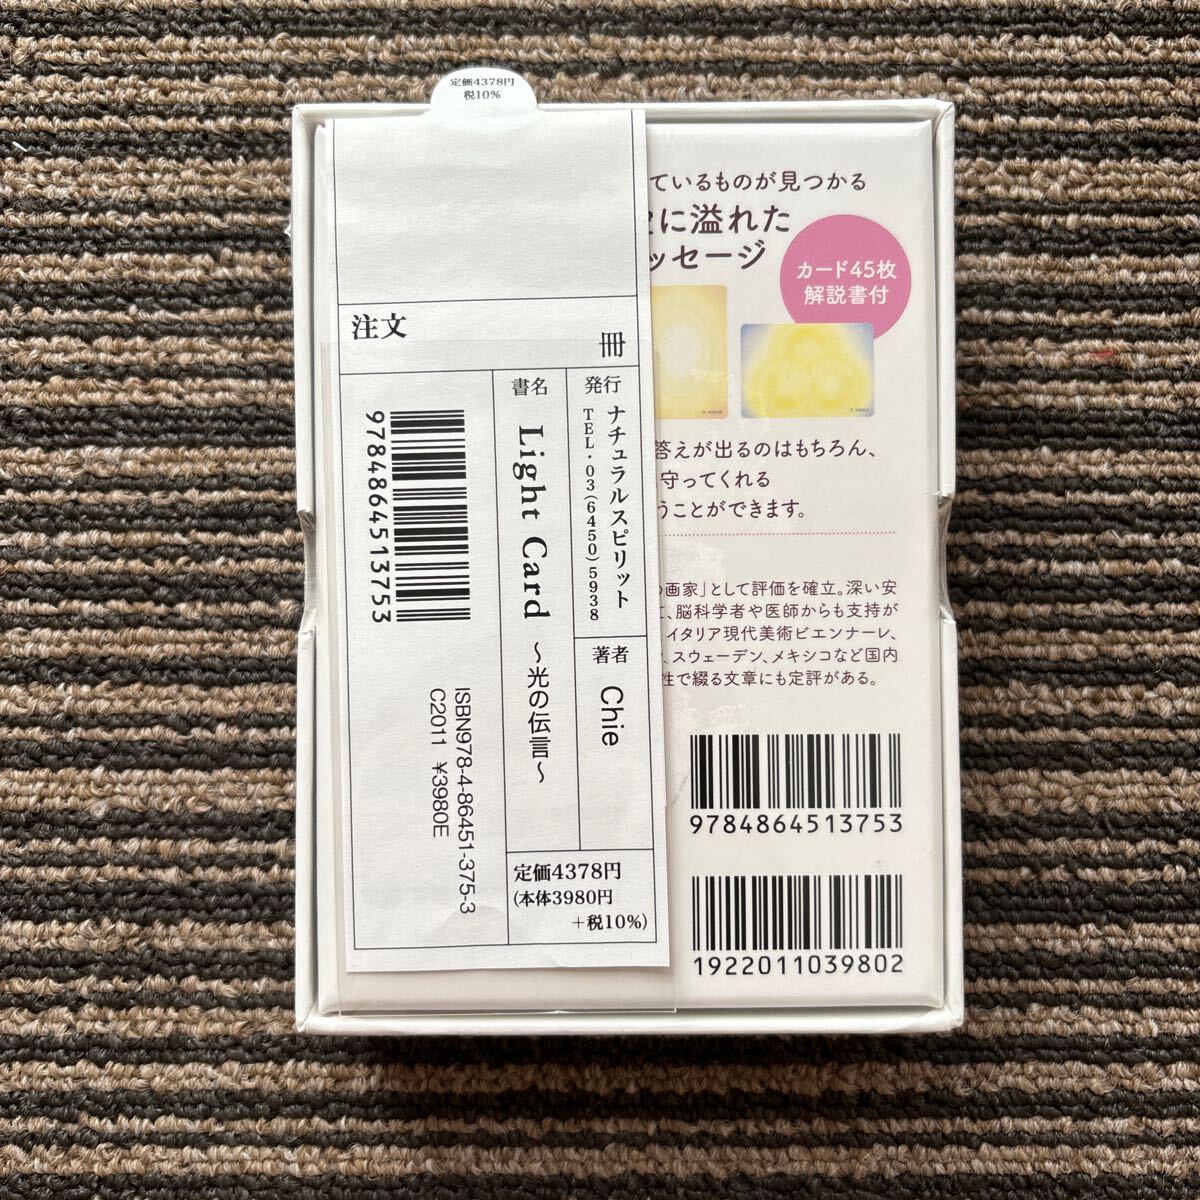 定価4378円
税10%
注文
冊
発行 ナチュラルスピリット
TEL・03(6450)5938
著者 Chie
書名 Light Card ～光の伝言～
9784864513753
ISBN978-4-86451-375-3
C2011 ¥3980E
定価4378円
(本体3980円
+税10%)
ているものが見つかる
に溢れた
ッセージ
カード45枚
解説書付
答えが出るのはもちろん、
守ってくれる
うことができます。
の画家」として評価を確立。深い安
、脳科学者や医師からも支持が
イタリア現代美術ビエンナーレ、
、スウェーデン、メキシコなど国内
性で綴る文章にも定評がある。
9784864513753
1922011039802